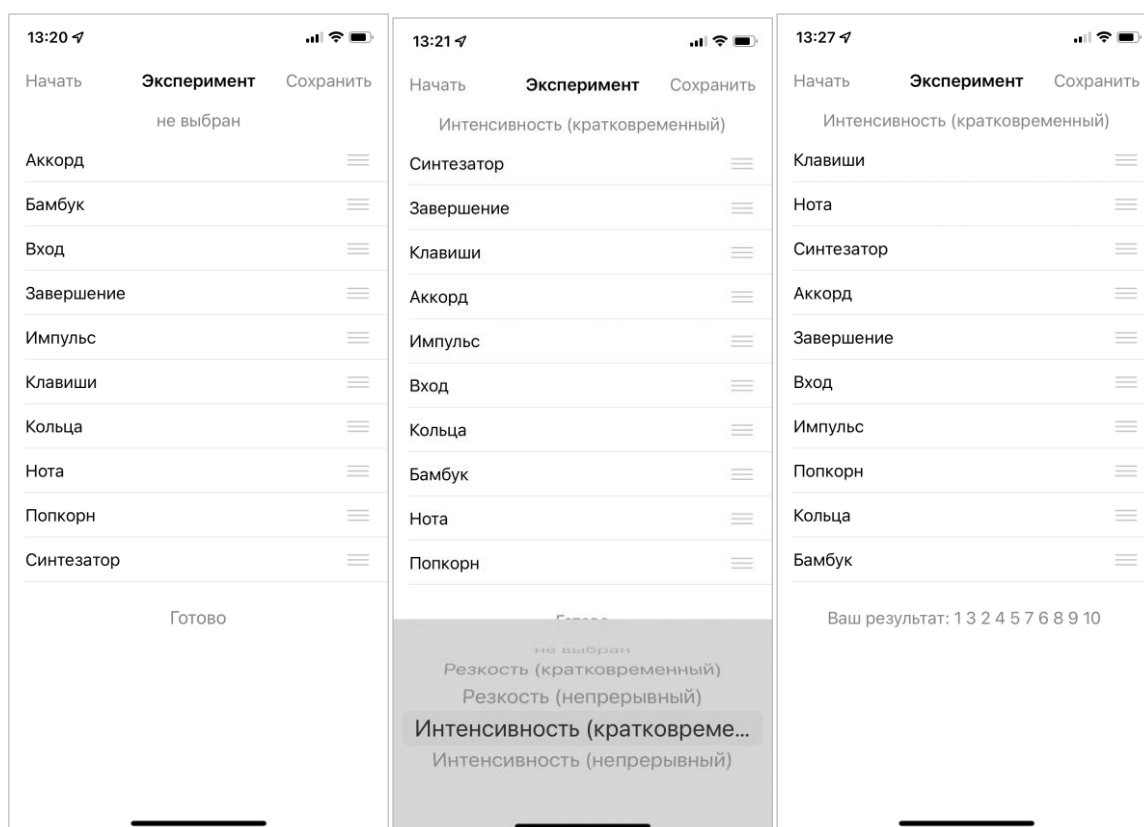 13:20
Начать Эксперимент Сохранить
не выбран
Аккорд
Бамбук
Вход
Завершение
Импульс
Клавиши
Кольца
Нота
Попкорн
Синтезатор
Готово
13:21
Начать Эксперимент Сохранить
Интенсивность (кратковременный)
Синтезатор
Завершение
Клавиши
Аккорд
Импульс
Вход
Кольца
Бамбук
Нота
Попкорн
Готово
не выбран
Резкость (кратковременный)
Резкость (непрерывный)
Интенсивность (кратковреме...
Интенсивность (непрерывный)
13:27
Начать Эксперимент Сохранить
Интенсивность (кратковременный)
Клавиши
Нота
Синтезатор
Аккорд
Завершение
Вход
Импульс
Попкорн
Кольца
Бамбук
Ваш результат: 1 3 2 4 5 7 6 8 9 10